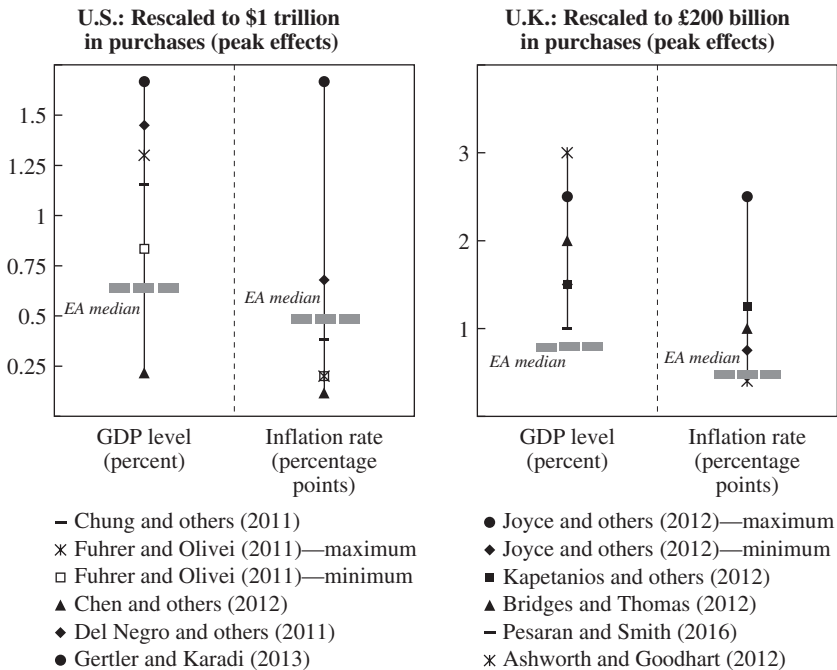 U.S.: Rescaled to $1 trillion
in purchases (peak effects)
1.5
1.25
1
0.75
0.5
0.25
EA median
EA median
GDP level
(percent)
Inflation rate
(percentage
points)
– Chung and others (2011)
Fuhrer and Olivei (2011)—maximum
Fuhrer and Olivei (2011)—minimum
Chen and others (2012)
Del Negro and others (2011)
Gertler and Karadi (2013)
U.K.: Rescaled to £200 billion
in purchases (peak effects)
3
2
1
EA median
EA median
GDP level
(percent)
Inflation rate
(percentage
points)
Joyce and others (2012)—maximum
Joyce and others (2012)—minimum
Kapetanios and others (2012)
Bridges and Thomas (2012)
Pesaran and Smith (2016)
Ashworth and Goodhart (2012)